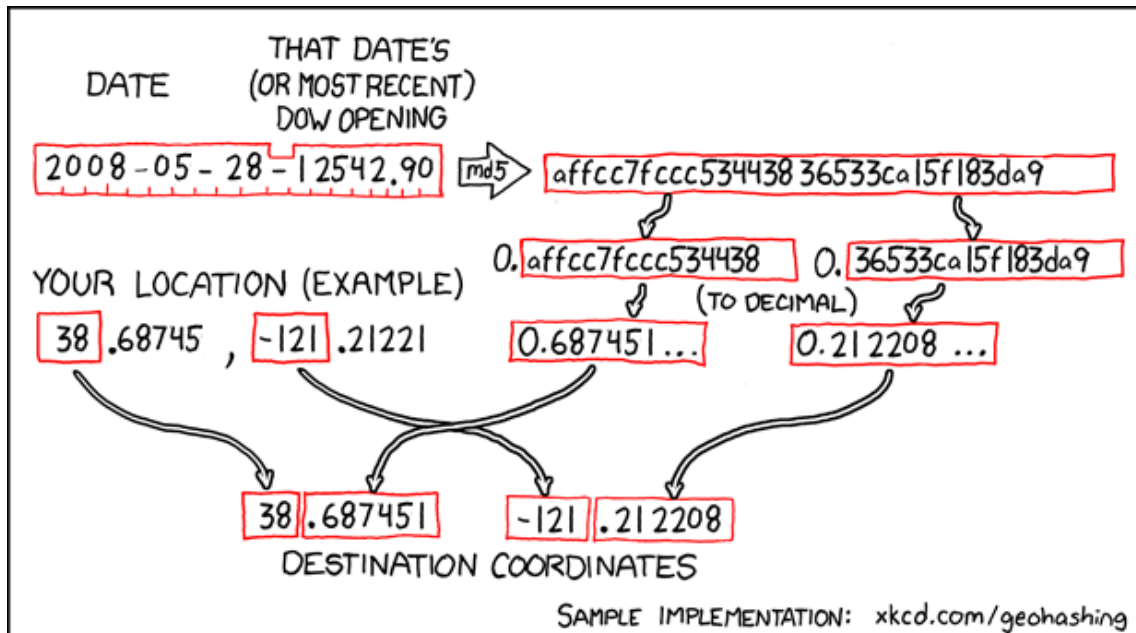 DATE
THAT DATE'S
(OR MOST RECENT)
DOW OPENING
2008-05-28-12542.90
md5
affcc7fccc53443836533ca15f183da9
0.affcc7fccc534438
0.36533ca15f183da9
(TO DECIMAL)
0.687451...
0.212208...
YOUR LOCATION (EXAMPLE)
38.68745, -121.21221
38.687451
-121.212208
DESTINATION COORDINATES
SAMPLE IMPLEMENTATION: xkcd.com/geohashing